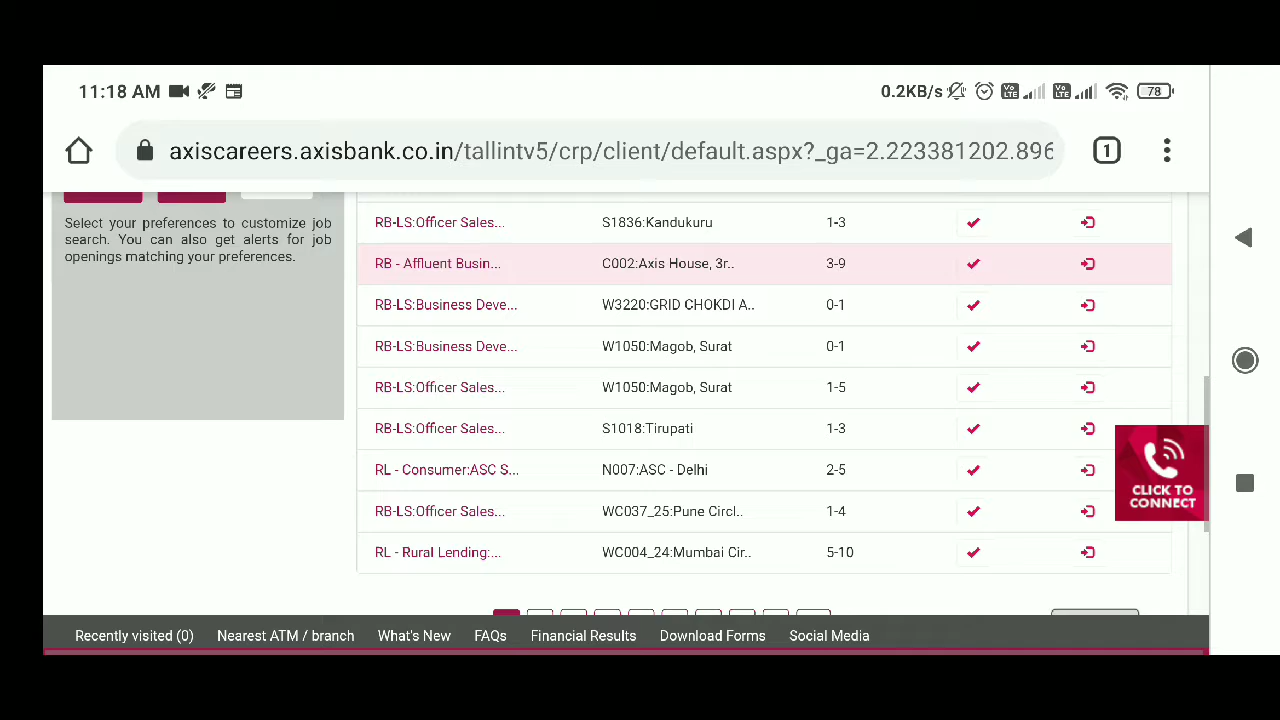 11:18 AM
0.2KB/s Vo LTE Vo LTE 78
axiscareers.axisbank.co.in/tallintv5/crp/client/default.aspx?_ga=2.223381202.896
1
Select your preferences to customize job
search. You can also get alerts for job
openings matching your preferences.
RB-LS:Officer Sales... S1836:Kandukuru 1-3
RB - Affluent Busin... C002:Axis House, 3r.. 3-9
RB-LS:Business Deve... W3220:GRID CHOKDI A.. 0-1
RB-LS:Business Deve... W1050:Magob, Surat 0-1
RB-LS:Officer Sales... W1050:Magob, Surat 1-5
RB-LS:Officer Sales... S1018:Tirupati 1-3
RL - Consumer:ASC S... N007:ASC - Delhi 2-5
RB-LS:Officer Sales... WC037_25:Pune Circl.. 1-4
RL - Rural Lending:... WC004_24:Mumbai Cir.. 5-10
CLICK TO
CONNECT
Recently visited (0) Nearest ATM / branch What's New FAQs Financial Results Download Forms Social Media